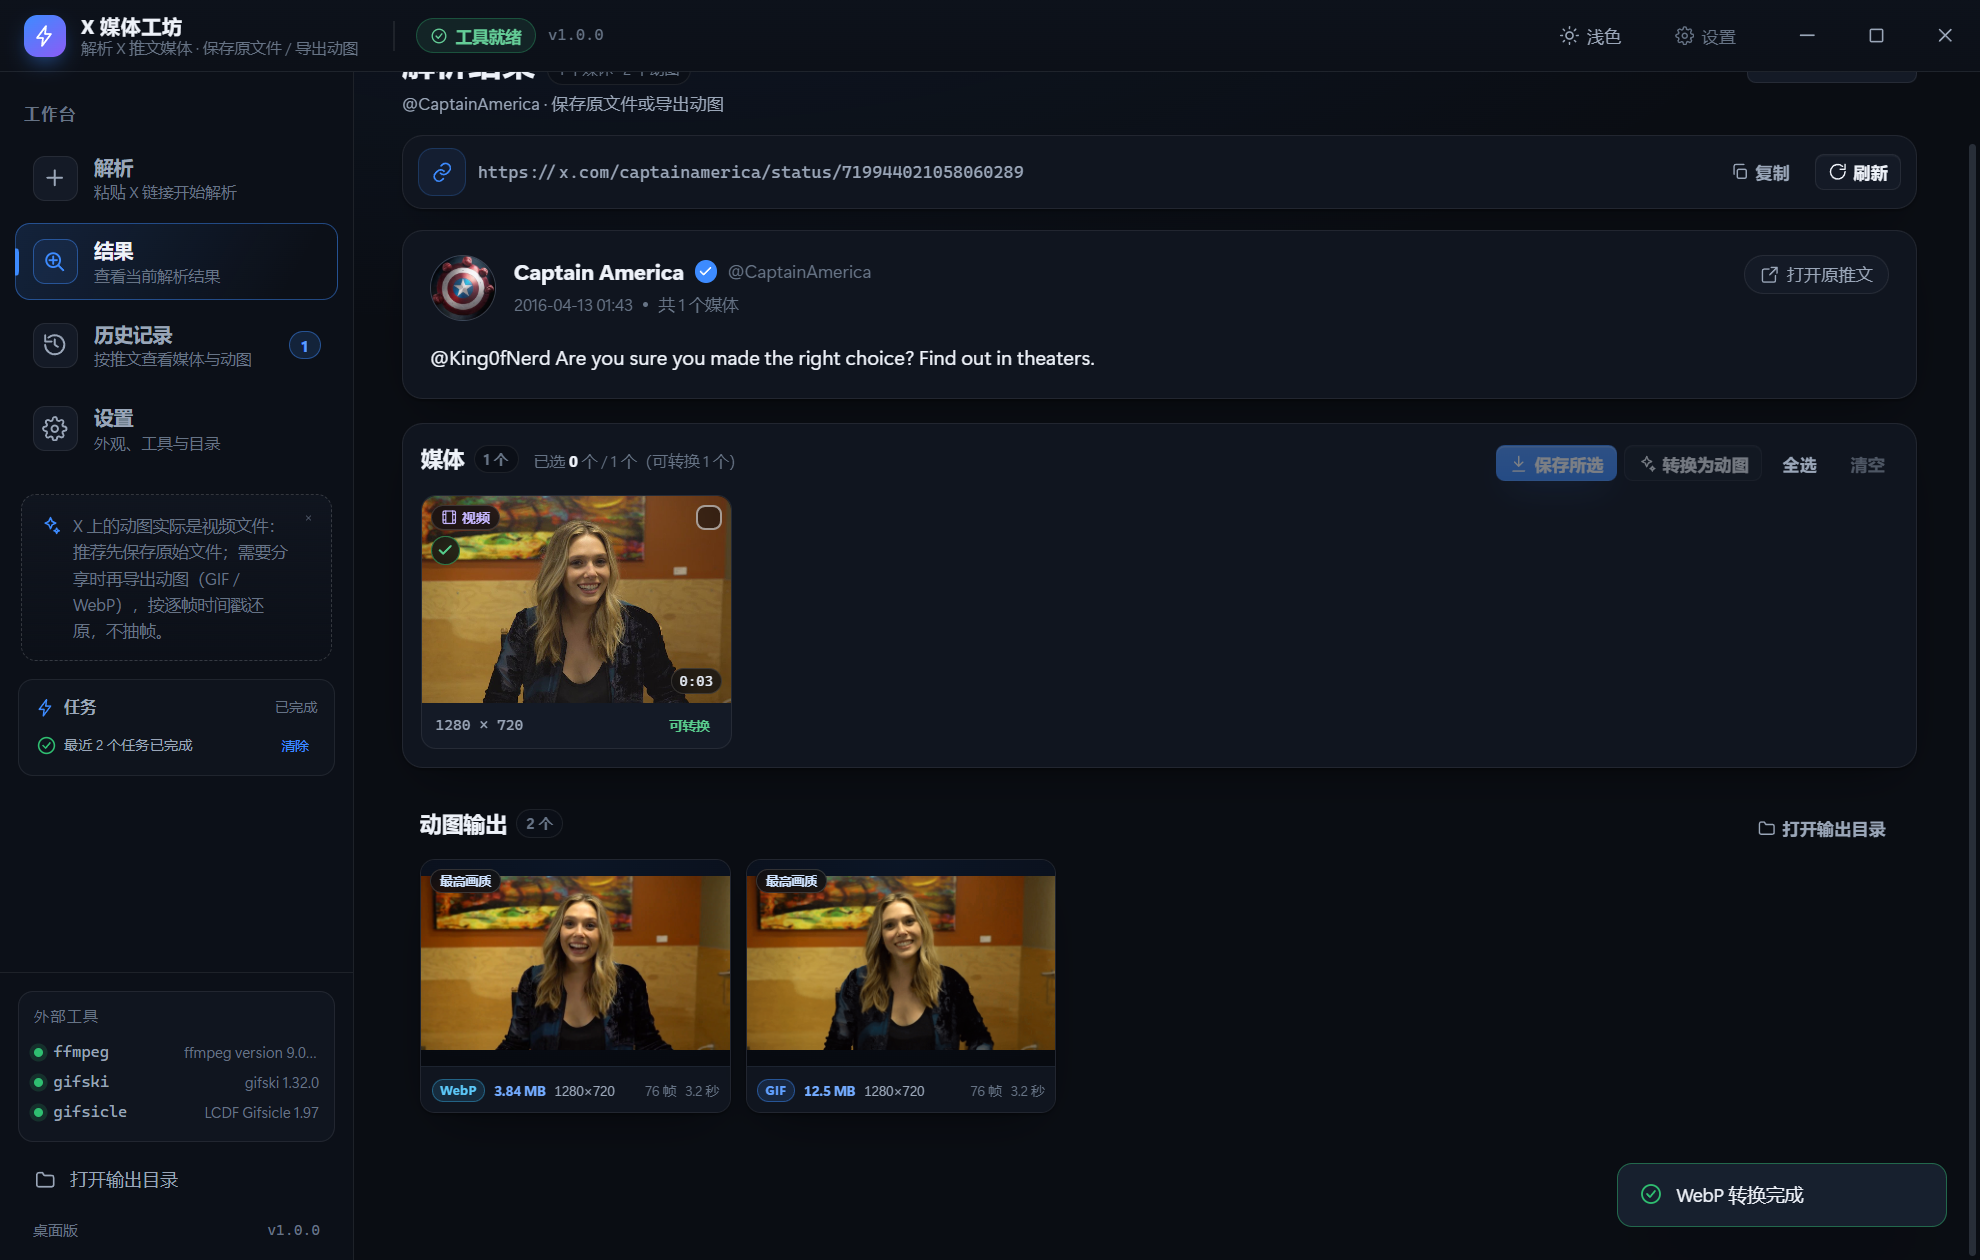 X 媒体工坊
解析 X 推文媒体 · 保存原文件 / 导出动图
工具就绪
v1.0.0
浅色
设置
工作台
解析
粘贴 X 链接开始解析
结果
查看当前解析结果
历史记录
按推文查看媒体与动图
1
设置
外观、工具与目录
X 上的动图实际是视频文件：
推荐先保存原始文件；需要分
享时再导出动图（GIF /
WebP），按逐帧时间戳还
原，不抽帧。
任务
已完成
最近 2 个任务已完成
清除
外部工具
ffmpeg
ffmpeg version 9.0...
gifski
gifski 1.32.0
gifsicle
LCDF Gifsicle 1.97
打开输出目录
桌面版
v1.0.0
解析结果
1 个媒体 · 2 个动图
@CaptainAmerica · 保存原文件或导出动图
https://x.com/captainamerica/status/719944021058060289
复制
刷新
Captain America
@CaptainAmerica
2016-04-13 01:43 • 共 1 个媒体
打开原推文
@King0fNerd Are you sure you made the right choice? Find out in theaters.
媒体
1 个
已选 0 个 / 1 个（可转换 1 个）
保存所选
转换为动图
全选
清空
视频
0:03
1280 × 720
可转换
动图输出
2 个
打开输出目录
最高画质
WebP 3.84 MB 1280×720 76 帧 3.2 秒
最高画质
GIF 12.5 MB 1280×720 76 帧 3.2 秒
WebP 转换完成